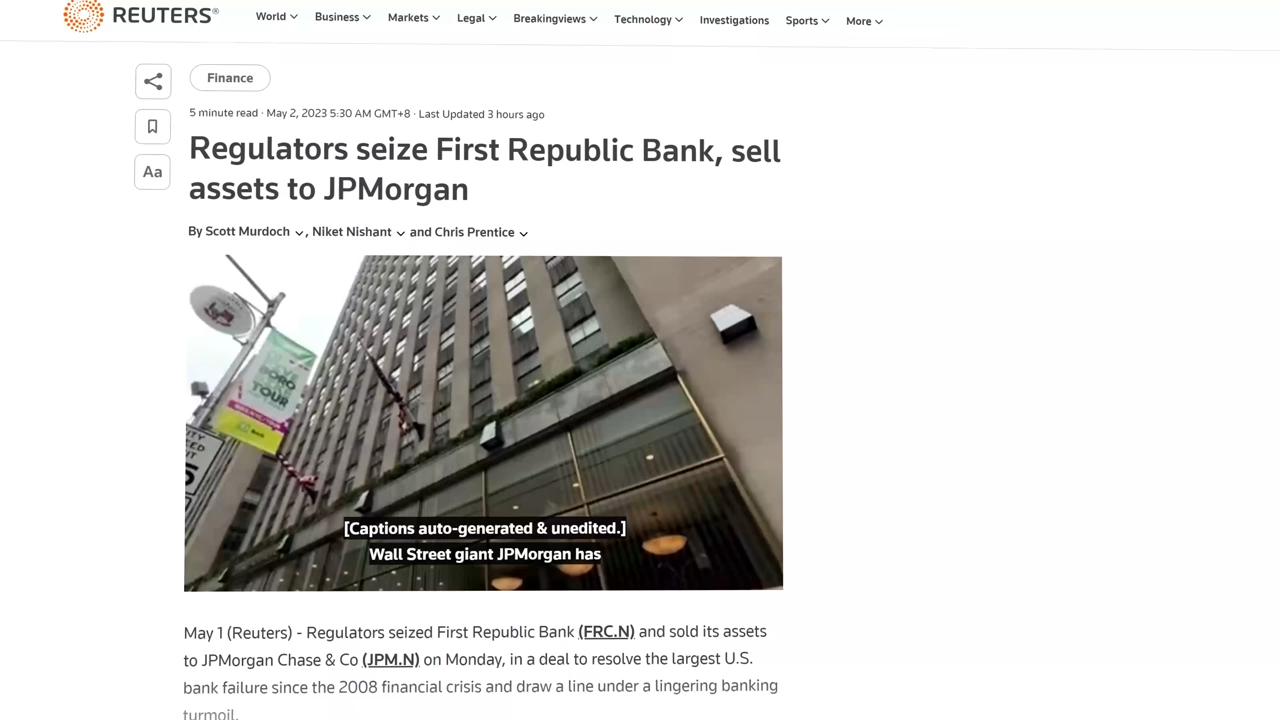 REUTERS®
World Business Markets Legal Breakingviews Technology Investigations Sports More
Finance
5 minute read · May 2, 2023 5:30 AM GMT+8 · Last Updated 3 hours ago
Aa
Regulators seize First Republic Bank, sell
assets to JPMorgan
By Scott Murdoch , Niket Nishant and Chris Prentice
TOUR
Bank
[Captions auto-generated & unedited.]
Wall Street giant JPMorgan has
May 1 (Reuters) - Regulators seized First Republic Bank (FRC.N) and sold its assets
to JPMorgan Chase & Co (JPM.N) on Monday, in a deal to resolve the largest U.S.
bank failure since the 2008 financial crisis and draw a line under a lingering banking
turmoil.